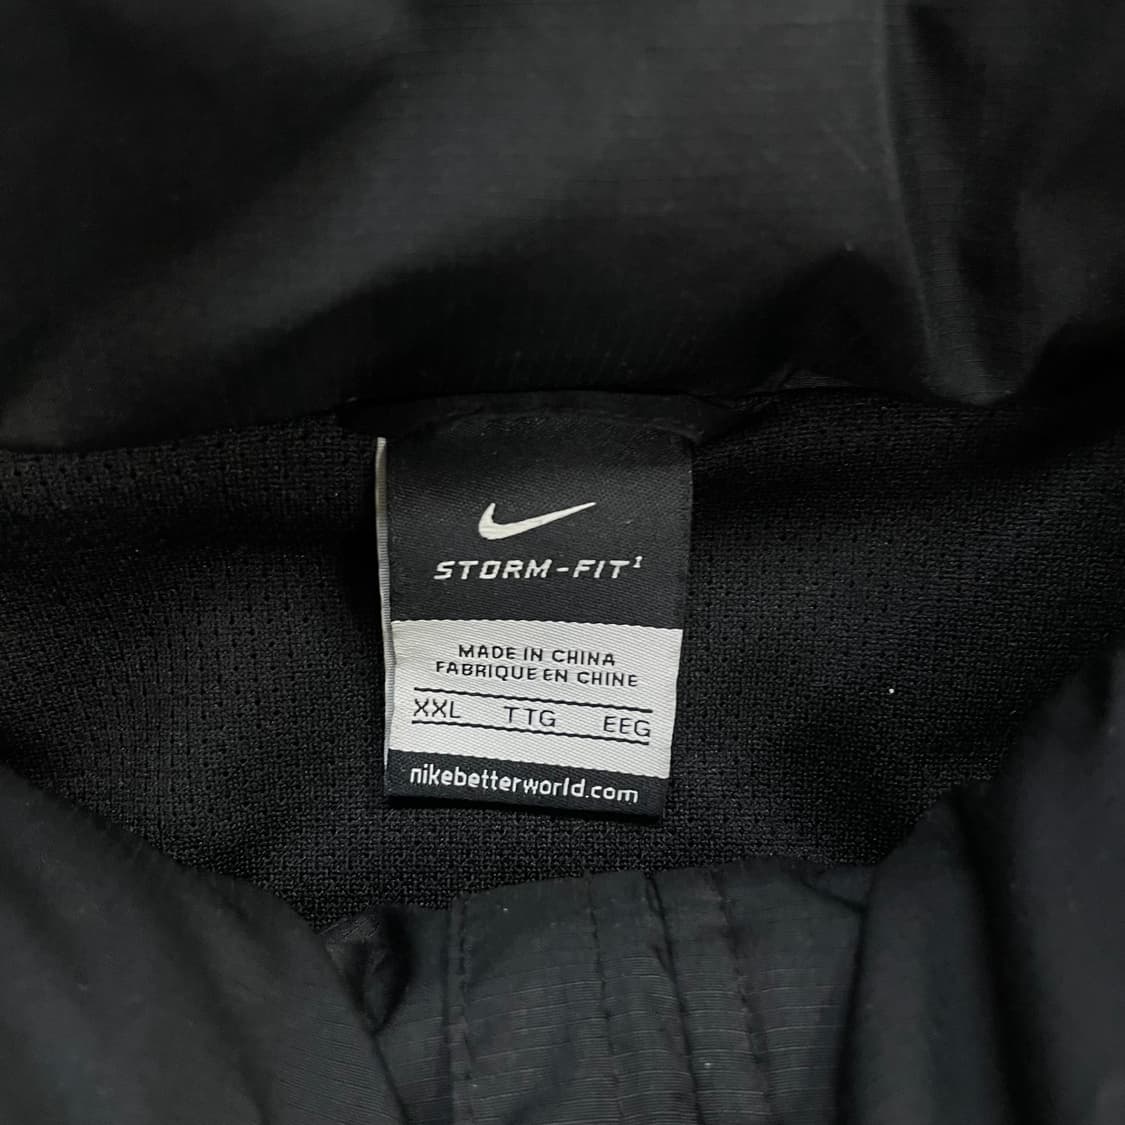 STORM-FIT¹
MADE IN CHINA
FABRIQUE EN CHINE
XXL TTG EEG
nikebetterworld.com